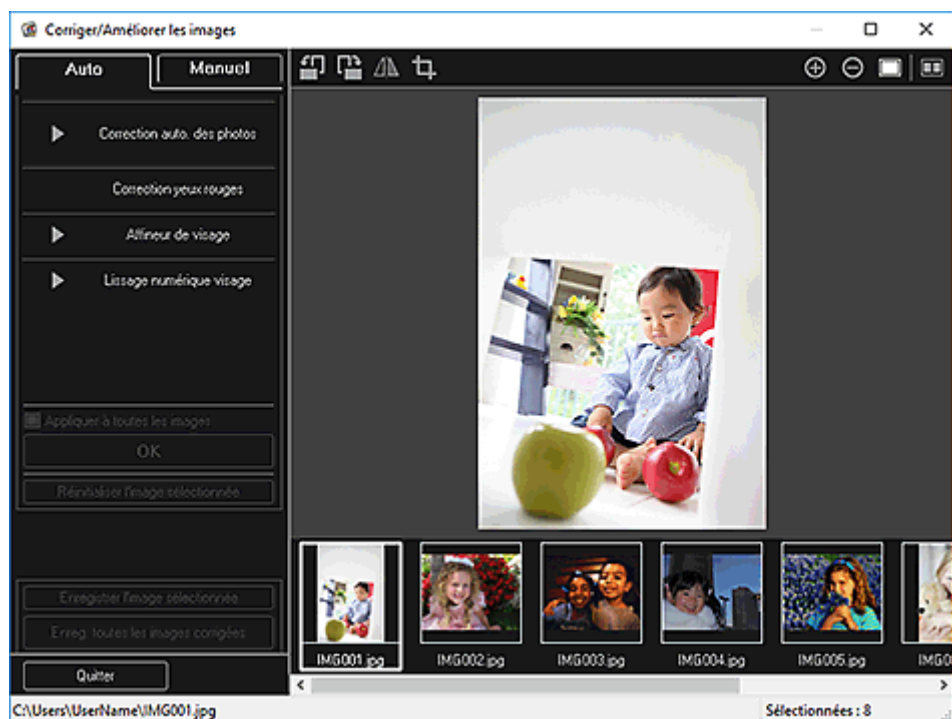 Corriger/Améliorer les images
Auto
Manuel
Correction auto. des photos
Correction yeux rouges
Affineur de visage
Lissage numérique visage
Appliquer à toutes les images
OK
Réinitialiser l'image sélectionnée
Enregistrer l'image sélectionnée
Enreg. toutes les images corrigées
Quitter
IMG001.jpg
IMG002.jpg
IMG003.jpg
IMG004.jpg
IMG005.jpg
IMG0
C:\Users\UserName\IMG001.jpg
Sélectionnées : 8